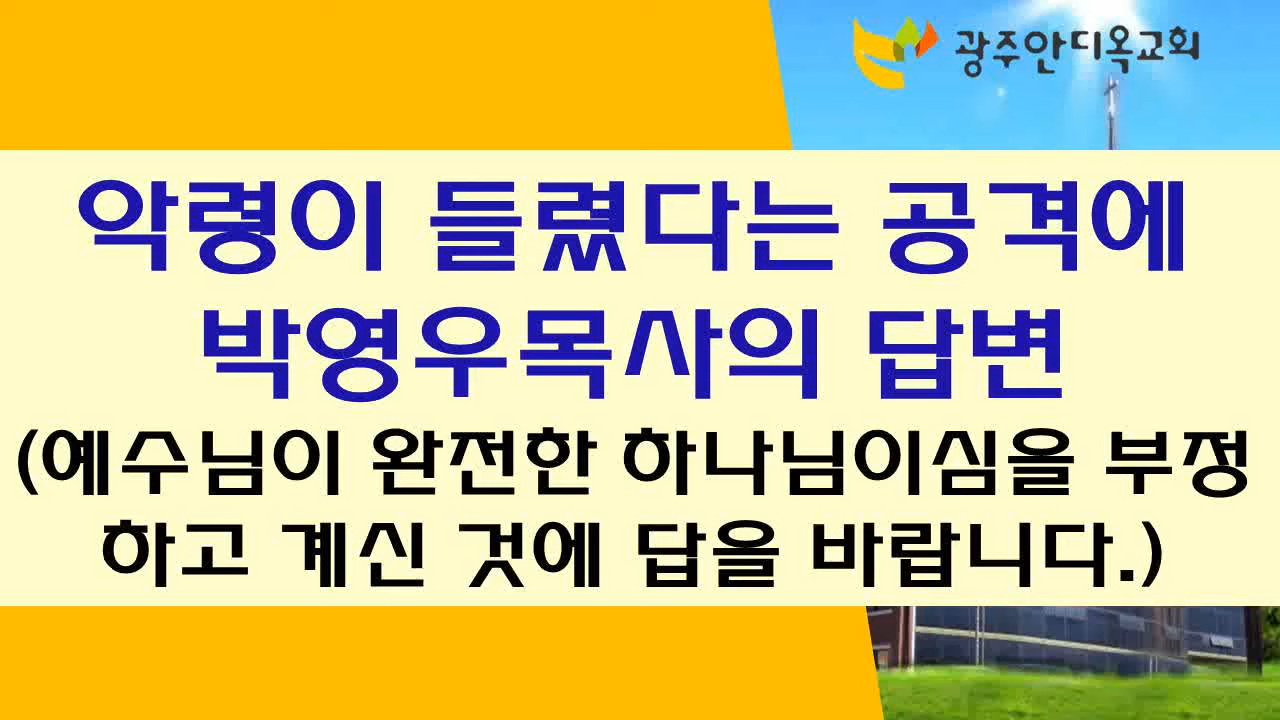 광주안디옥교회
악령이 들렸다는 공격에
박영우목사의 답변
(예수님이 완전한 하나님이심을 부정
하고 계신 것에 답을 바랍니다.)